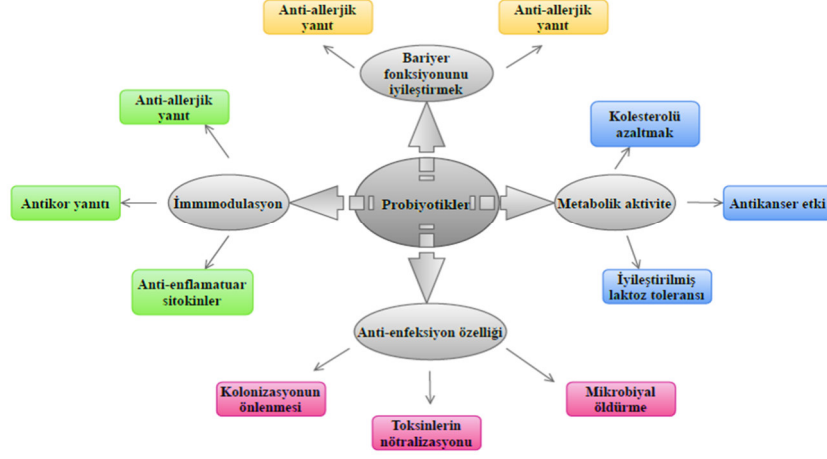 Anti-allerjik
yanıt
Anti-allerjik
yanıt
Bariyer
fonksiyonunu
iyileştirmek
Anti-allerjik
yanıt
Kolesterolü
azaltmak
Antikor yanıtı
İmmımodulasyon
Probiyotikler
Metabolik aktivite
Antikanser etki
Anti-enflamatuar
sitokinler
İyileştirilmiş
laktoz toleransı
Anti-enfeksiyon özelliği
Kolonizasyonun
önlenmesi
Toksinlerin
nötralizasyonu
Mikrobiyal
öldürme